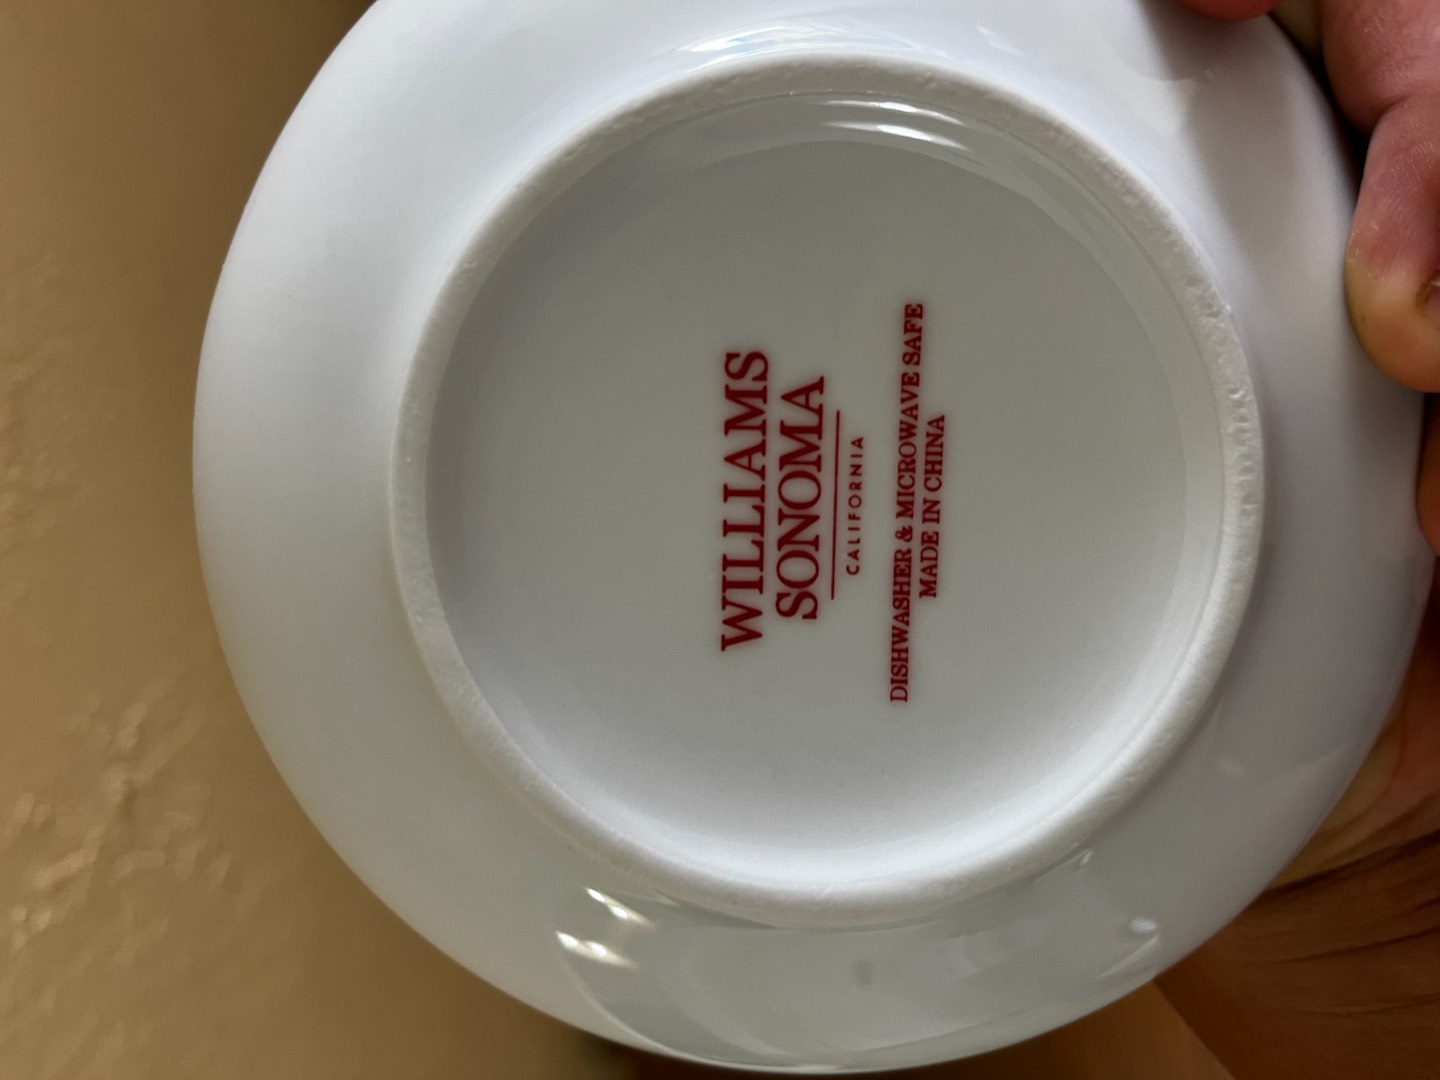 WILLIAMS
SONOMA
CALIFORNIA
DISHWASHER & MICROWAVE SAFE
MADE IN CHINA